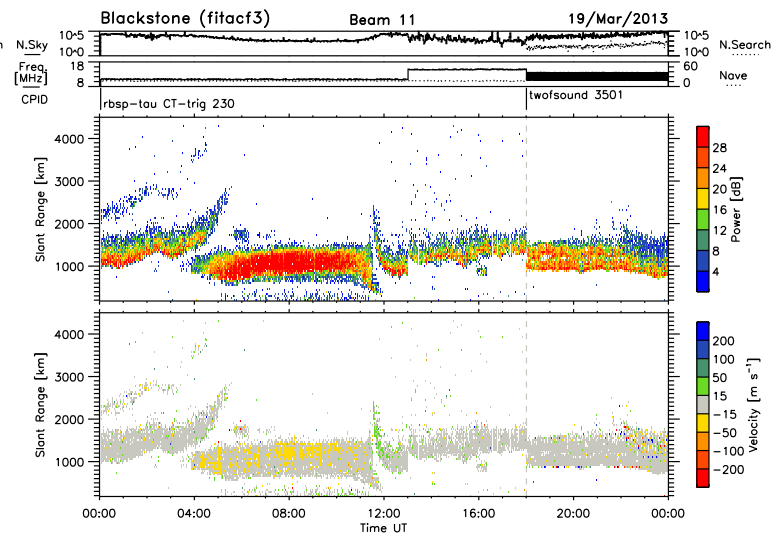 Blackstone (fitacf3) Beam 11 19/Mar/2013
n N.Sky 10^5 10^0 10^5 10^0 N.Search
Freq. [MHz] 18 8 60 0 Nave
CPID rbsp-tau CT-trig 230 twofsound 3501
Slant Range [km]
4000
3000
2000
1000
28
24
20
16
12
8
4
Power [dB]
Slant Range [km]
4000
3000
2000
1000
200
100
50
15
-15
-50
-100
-200
Velocity [m s⁻¹]
00:00 04:00 08:00 12:00 16:00 20:00 00:00
Time UT